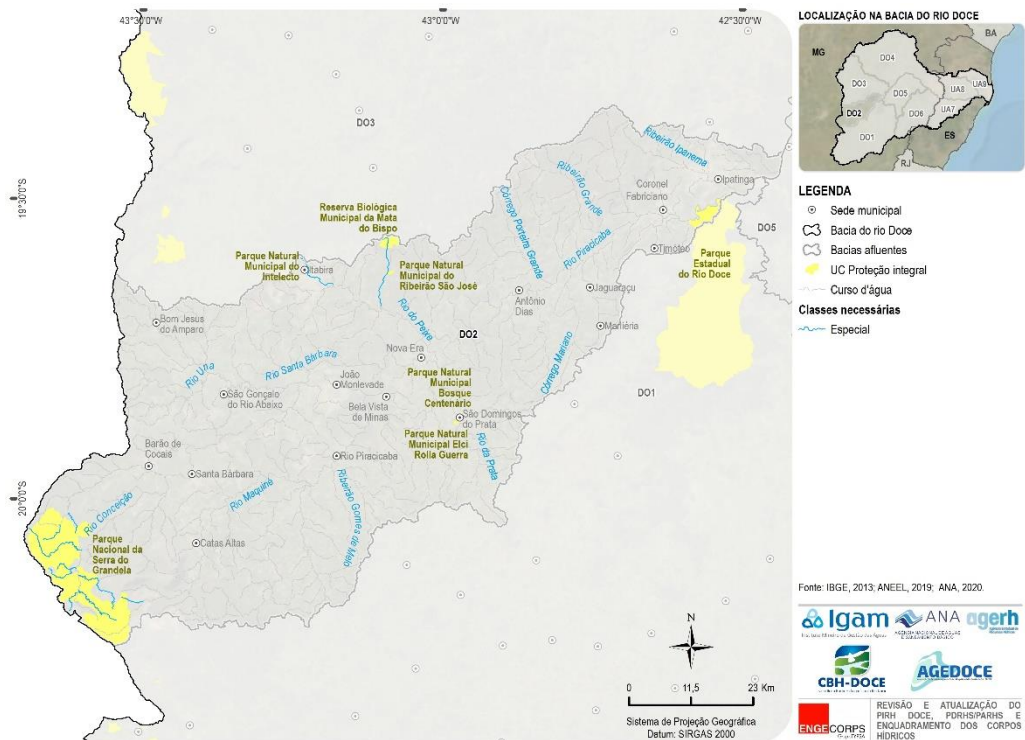 43°30'0"W
43°0'0"W
42°30'0"W
19°30'0"S
20°0'0"S
DO3
DO2
DO1
DO5
Ribeirão Ipanema
Ribeirão Grande
Ipatinga
Coronel
Fabriciano
Córrego Porteira Grande
Rio Piracicaba
Timóteo
Parque
Estadual
do Rio Doce
Reserva Biológica
Municipal da Mata
do Bispo
Parque Natural
Municipal do
Intelecto
Itabira
Parque Natural
Municipal do
Ribeirão São José
Antônio
Dias
Jaguaraçu
Marliéria
Bom Jesus
do Amparo
Rio do Peixe
Nova Era
Córrego Mariano
Rio Una
Rio Santa Bárbara
João
Monlevade
Parque Natural
Municipal
Bosque
Centenário
São Gonçalo
do Rio Abaixo
Bela Vista
de Minas
São Domingos
do Prata
Parque Natural
Municipal Elci
Rolla Guerra
Rio da Prata
Barão de
Cocais
Santa Bárbara
Rio Piracicaba
Rio Conceição
Rio Maquiné
Ribeirão Gomes de Melo
Catas Altas
Parque
Nacional da
Serra do
Grandela
N
0 11,5 23 Km
Sistema de Projeção Geográfica
Datum: SIRGAS 2000
LOCALIZAÇÃO NA BACIA DO RIO DOCE
MG
BA
DO4
DO3
DO5
UA8
UA9
DO2
DO6
UA7
DO1
ES
RJ
LEGENDA
Sede municipal
Bacia do rio Doce
Bacias afluentes
UC Proteção integral
Curso d'água
Classes necessárias
Especial
Fonte: IBGE, 2013; ANEEL, 2019; ANA, 2020.
Igam
ANA
agerh
AGÊNCIA NACIONAL DE ÁGUAS
E SANEAMENTO BÁSICO
CBH-DOCE
AGEDOCE
ENGECORPS
REVISÃO E ATUALIZAÇÃO DO
PIRH DOCE, PDRHS/PARHS E
ENQUADRAMENTO DOS CORPOS
HÍDRICOS